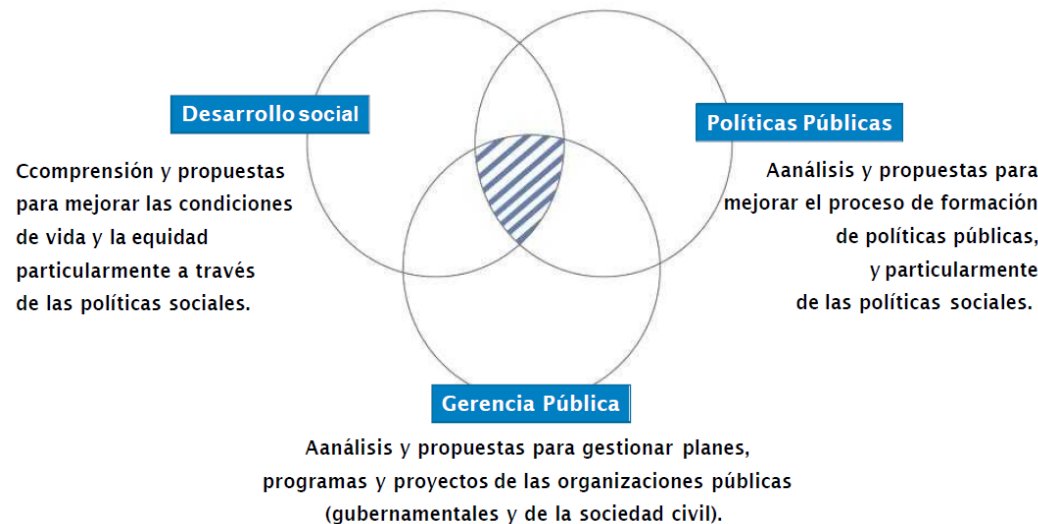 Desarrollo social
Ccomprensión y propuestas
para mejorar las condiciones
de vida y la equidad
particularmente a través
de las políticas sociales.
Políticas Públicas
Aanálisis y propuestas para
mejorar el proceso de formación
de políticas públicas,
y particularmente
de las políticas sociales.
Gerencia Pública
Aanálisis y propuestas para gestionar planes,
programas y proyectos de las organizaciones públicas
(gubernamentales y de la sociedad civil).